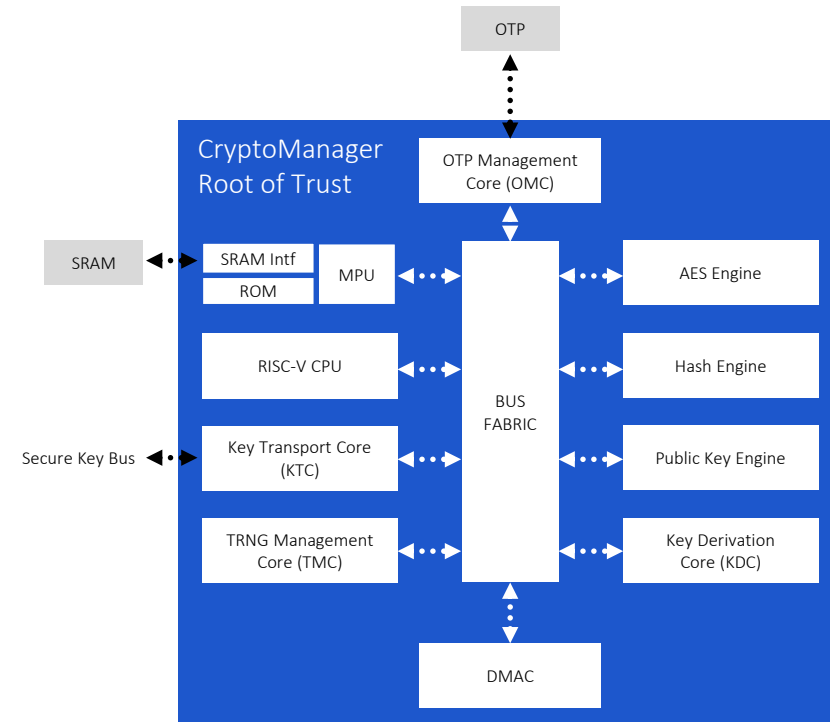 OTP
CryptoManager
Root of Trust
OTP Management
Core (OMC)
SRAM
SRAM Intf
ROM
MPU
AES Engine
RISC-V CPU
Hash Engine
BUS
FABRIC
Secure Key Bus
Key Transport Core
(KTC)
Public Key Engine
TRNG Management
Core (TMC)
Key Derivation
Core (KDC)
DMAC